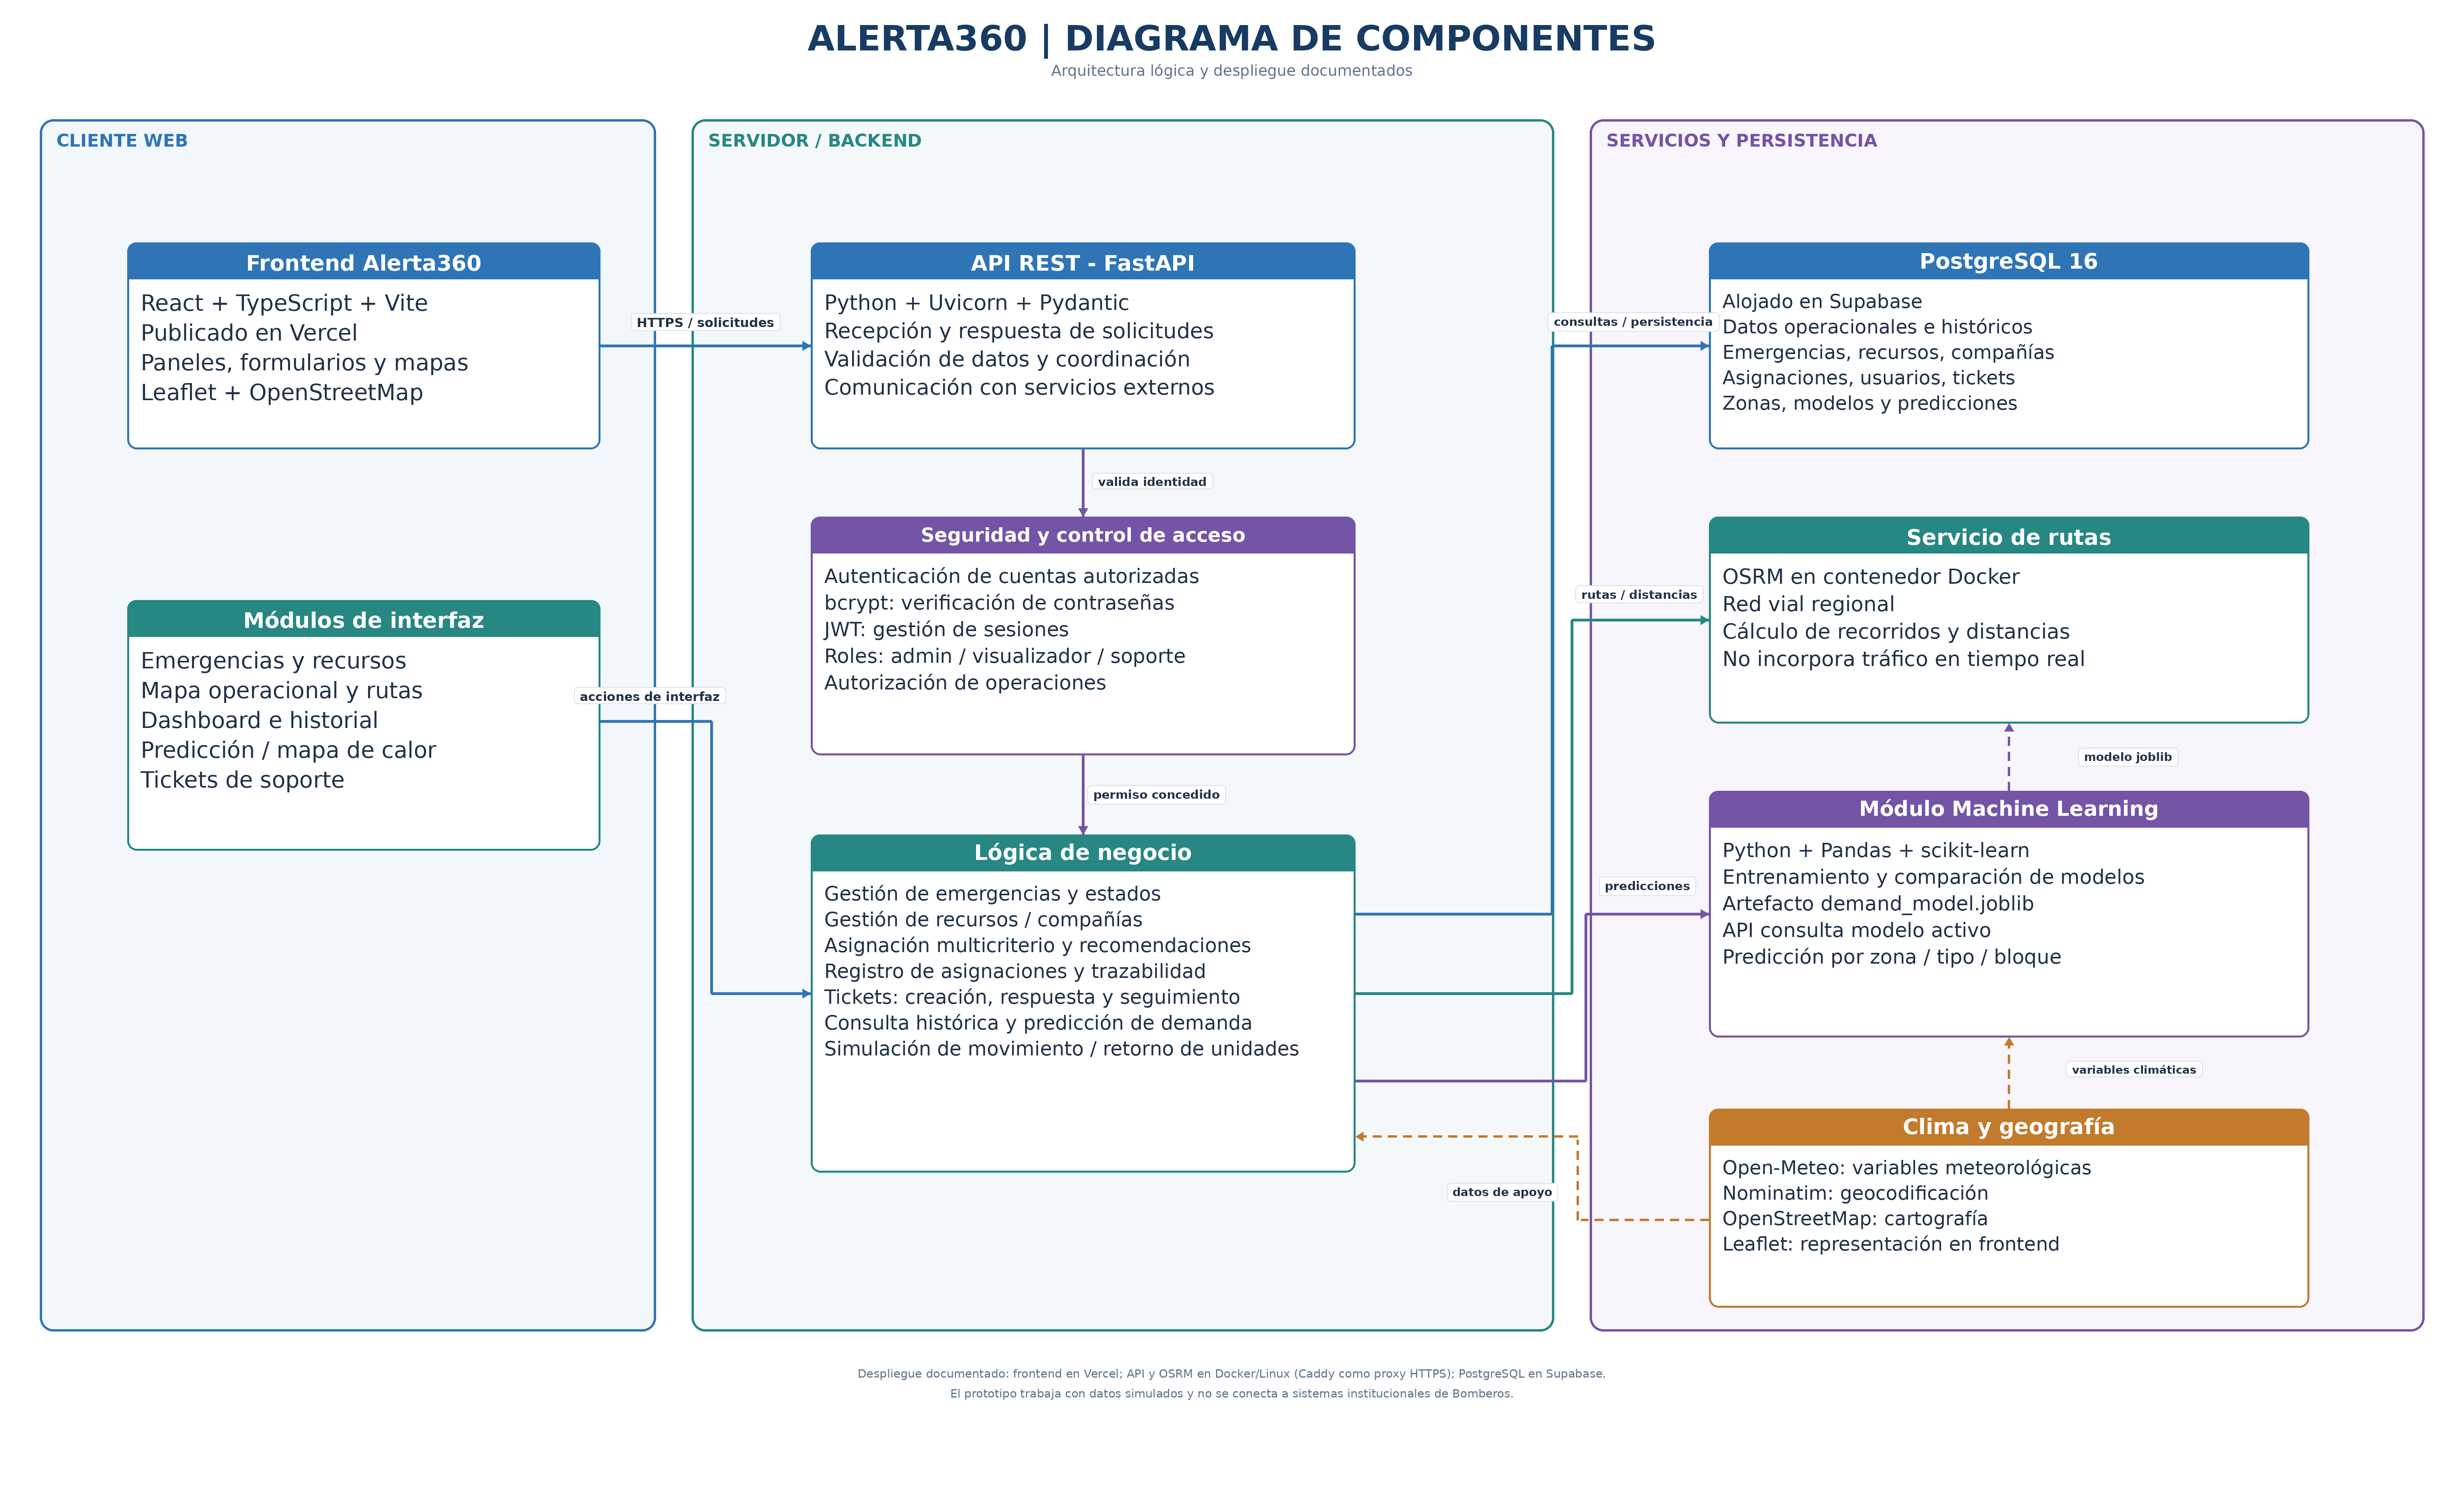 ALERTA360 | DIAGRAMA DE COMPONENTES
Arquitectura lógica y despliegue documentados
CLIENTE WEB
Frontend Alerta360
React + TypeScript + Vite
Publicado en Vercel
Paneles, formularios y mapas
Leaflet + OpenStreetMap
HTTPS / solicitudes
Módulos de interfaz
Emergencias y recursos
Mapa operacional y rutas
Dashboard e historial
Predicción / mapa de calor
Tickets de soporte
acciones de interfaz
SERVIDOR / BACKEND
API REST - FastAPI
Python + Uvicorn + Pydantic
Recepción y respuesta de solicitudes
Validación de datos y coordinación
Comunicación con servicios externos
valida identidad
Seguridad y control de acceso
Autenticación de cuentas autorizadas
bcrypt: verificación de contraseñas
JWT: gestión de sesiones
Roles: admin / visualizador / soporte
Autorización de operaciones
permiso concedido
Lógica de negocio
Gestión de emergencias y estados
Gestión de recursos / compañías
Asignación multicriterio y recomendaciones
Registro de asignaciones y trazabilidad
Tickets: creación, respuesta y seguimiento
Consulta histórica y predicción de demanda
Simulación de movimiento / retorno de unidades
consultas / persistencia
rutas / distancias
predicciones
datos de apoyo
SERVICIOS Y PERSISTENCIA
PostgreSQL 16
Alojado en Supabase
Datos operacionales e históricos
Emergencias, recursos, compañías
Asignaciones, usuarios, tickets
Zonas, modelos y predicciones
Servicio de rutas
OSRM en contenedor Docker
Red vial regional
Cálculo de recorridos y distancias
No incorpora tráfico en tiempo real
modelo joblib
Módulo Machine Learning
Python + Pandas + scikit-learn
Entrenamiento y comparación de modelos
Artefacto demand_model.joblib
API consulta modelo activo
Predicción por zona / tipo / bloque
variables climáticas
Clima y geografía
Open-Meteo: variables meteorológicas
Nominatim: geocodificación
OpenStreetMap: cartografía
Leaflet: representación en frontend
Despliegue documentado: frontend en Vercel; API y OSRM en Docker/Linux (Caddy como proxy HTTPS); PostgreSQL en Supabase.
El prototipo trabaja con datos simulados y no se conecta a sistemas institucionales de Bomberos.